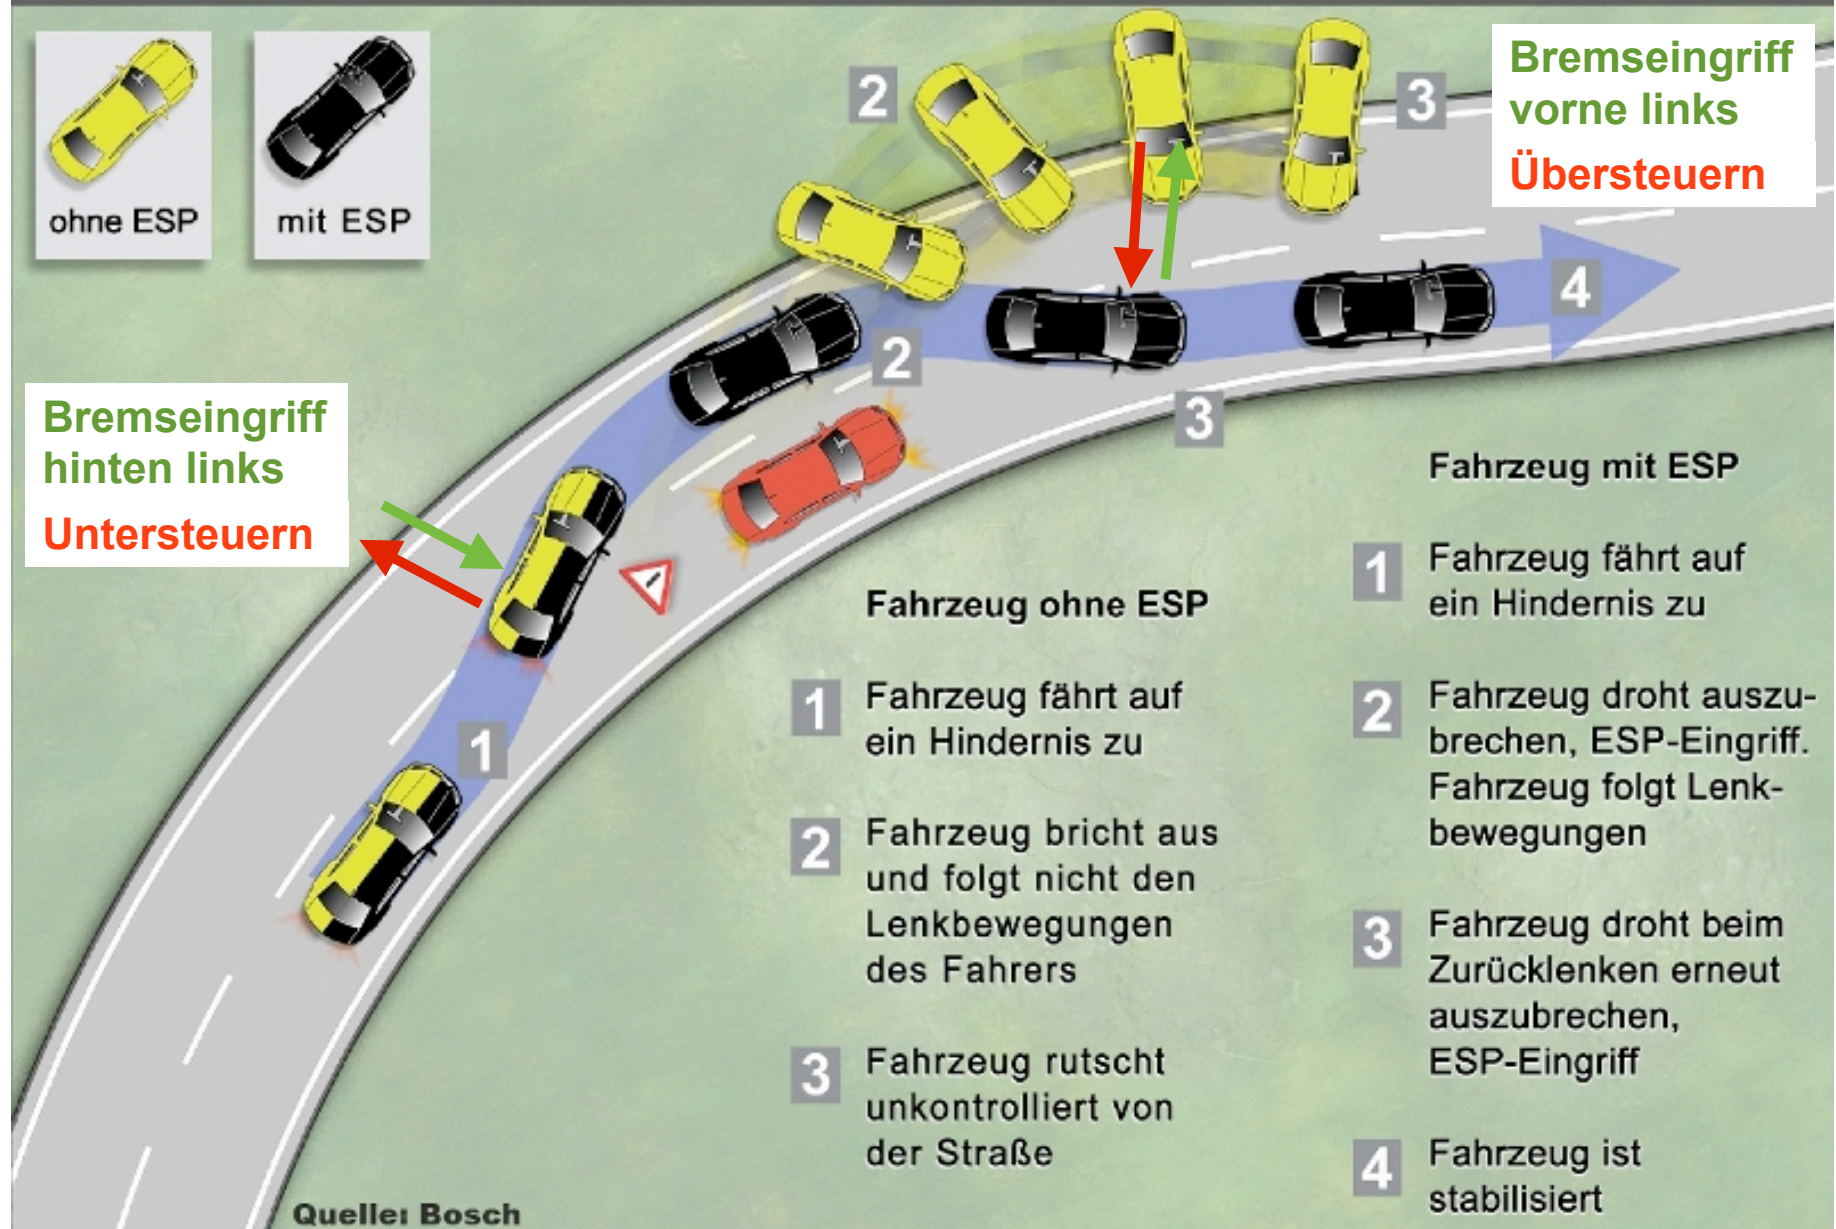 ohne ESP
mit ESP
2
3
Bremseingriff
vorne links
Übersteuern
4
2
3
Bremseingriff
hinten links
Untersteuern
1
Fahrzeug ohne ESP
1 Fahrzeug fährt auf
ein Hindernis zu
2 Fahrzeug bricht aus
und folgt nicht den
Lenkbewegungen
des Fahrers
3 Fahrzeug rutscht
unkontrolliert von
der Straße
Fahrzeug mit ESP
1 Fahrzeug fährt auf
ein Hindernis zu
2 Fahrzeug droht auszu-
brechen, ESP-Eingriff.
Fahrzeug folgt Lenk-
bewegungen
3 Fahrzeug droht beim
Zurücklenken erneut
auszubrechen,
ESP-Eingriff
4 Fahrzeug ist
stabilisiert
Quelle: Bosch